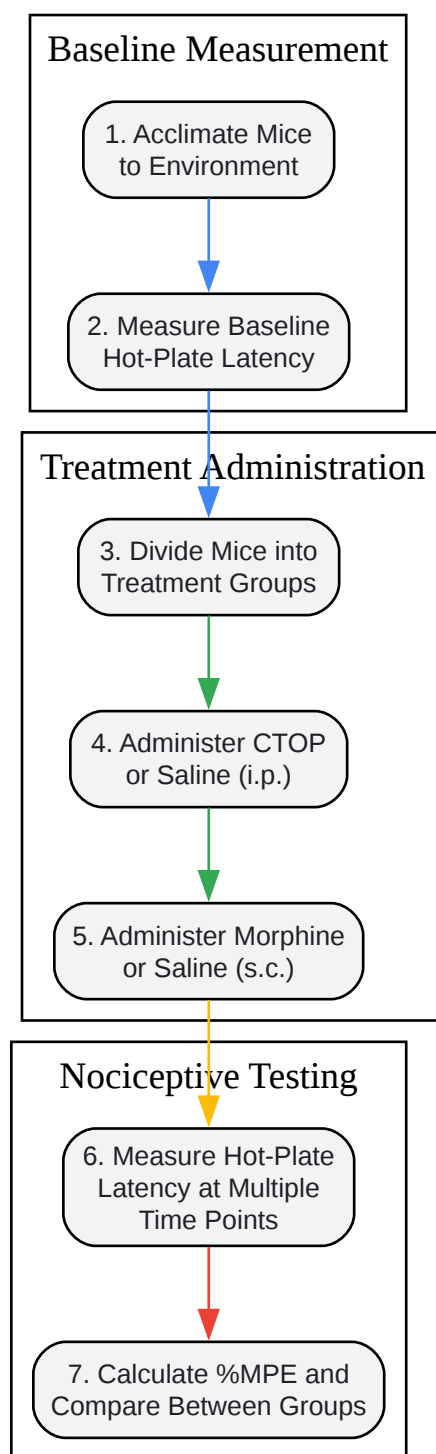 Baseline Measurement
1. Acclimate Mice
to Environment
2. Measure Baseline
Hot-Plate Latency
Treatment Administration
3. Divide Mice into
Treatment Groups
4. Administer CTOP
or Saline (i.p.)
5. Administer Morphine
or Saline (s.c.)
Nociceptive Testing
6. Measure Hot-Plate
Latency at Multiple
Time Points
7. Calculate %MPE and
Compare Between Groups